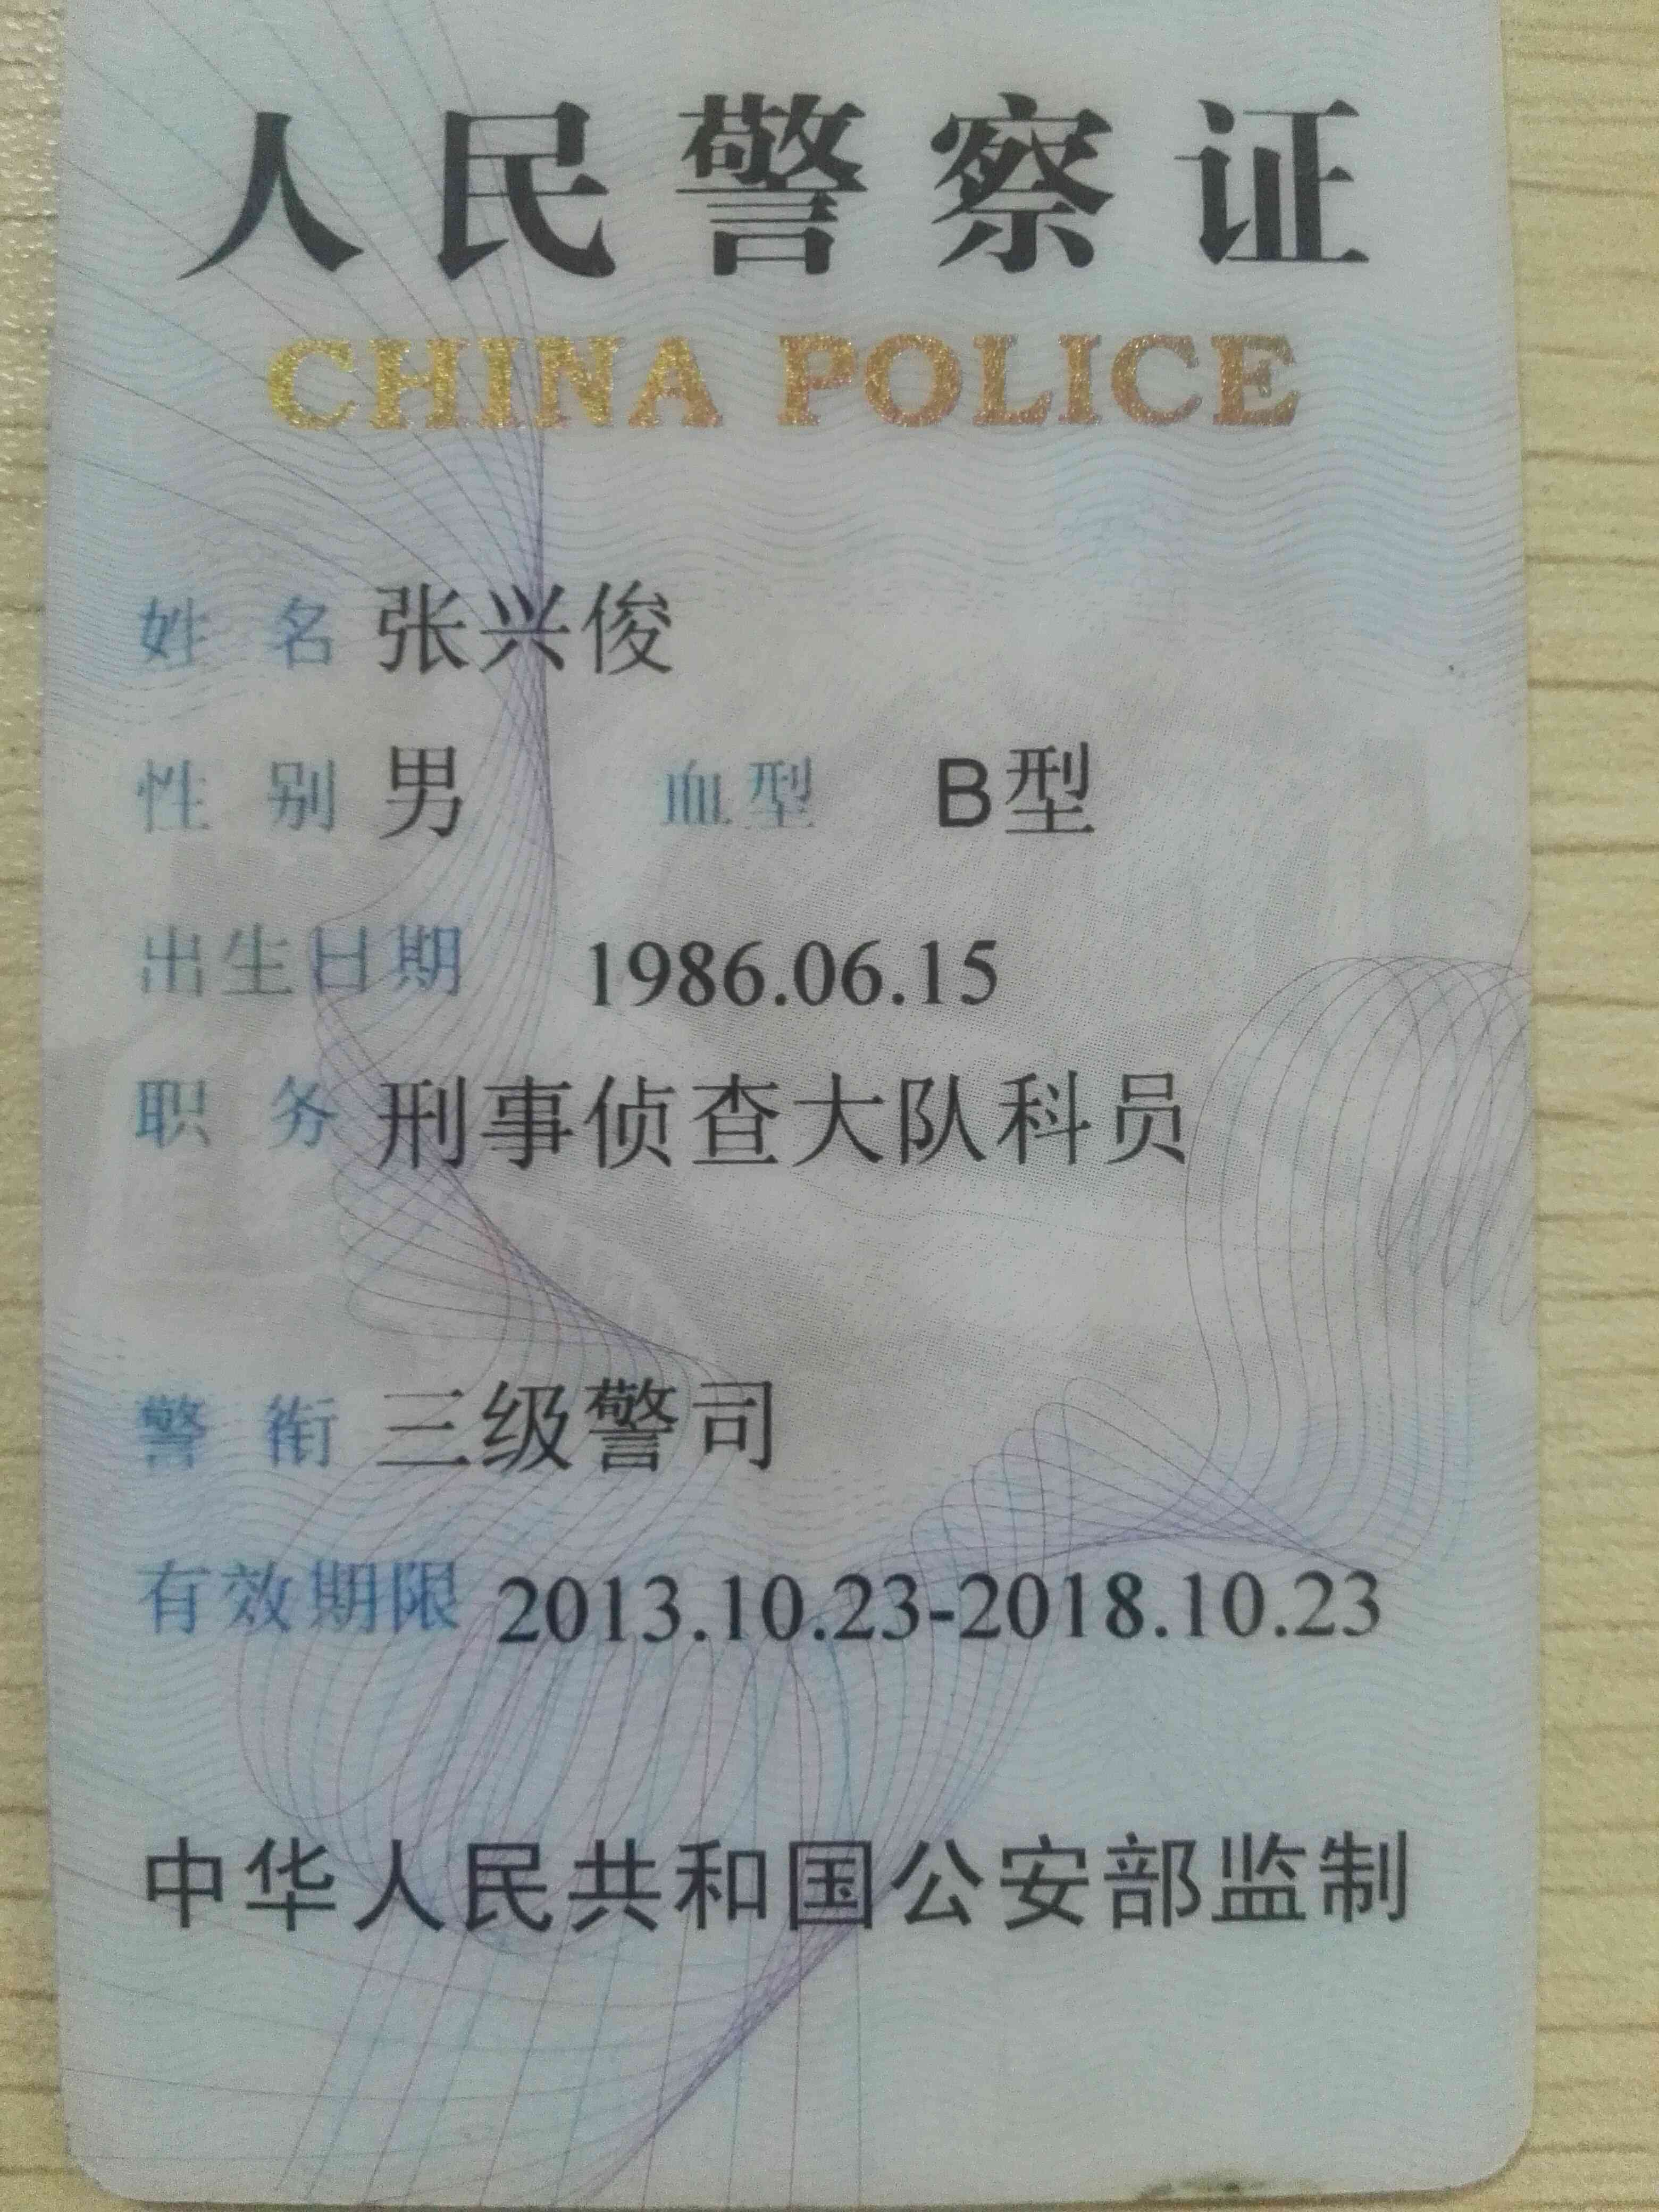 人民警察证
CHINA POLICE
姓名 张兴俊
性别 男 血型 B型
出生日期 1986.06.15
职务 刑事侦查大队科员
警衔 三级警司
有效期限 2013.10.23-2018.10.23
中华人民共和国公安部监制